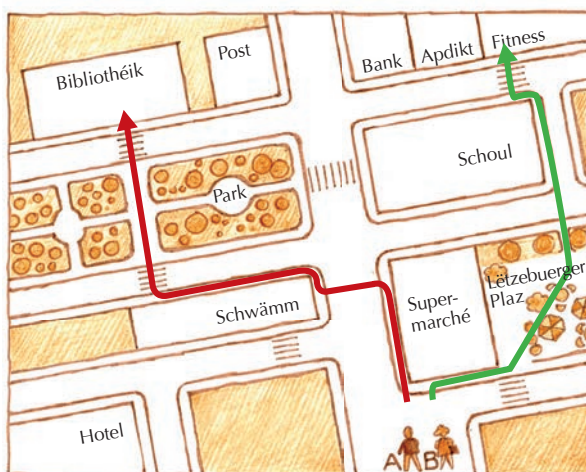 Bibliothéik
Post
Bank
Apdikt
Fitness
Schoul
Park
Schwämm
Super-
marché
Lëtzebuerger
Plaz
Hotel
A
B